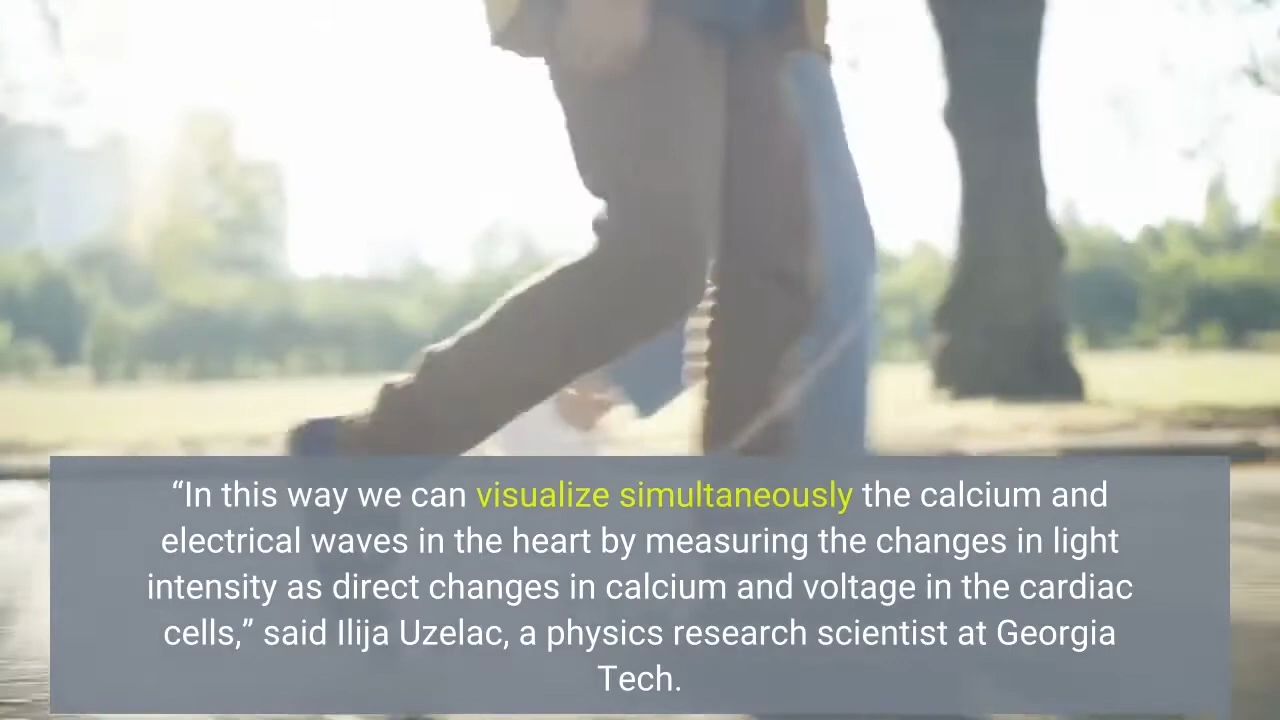 “In this way we can visualize simultaneously the calcium and
electrical waves in the heart by measuring the changes in light
intensity as direct changes in calcium and voltage in the cardiac
cells,” said Ilija Uzelac, a physics research scientist at Georgia
Tech.